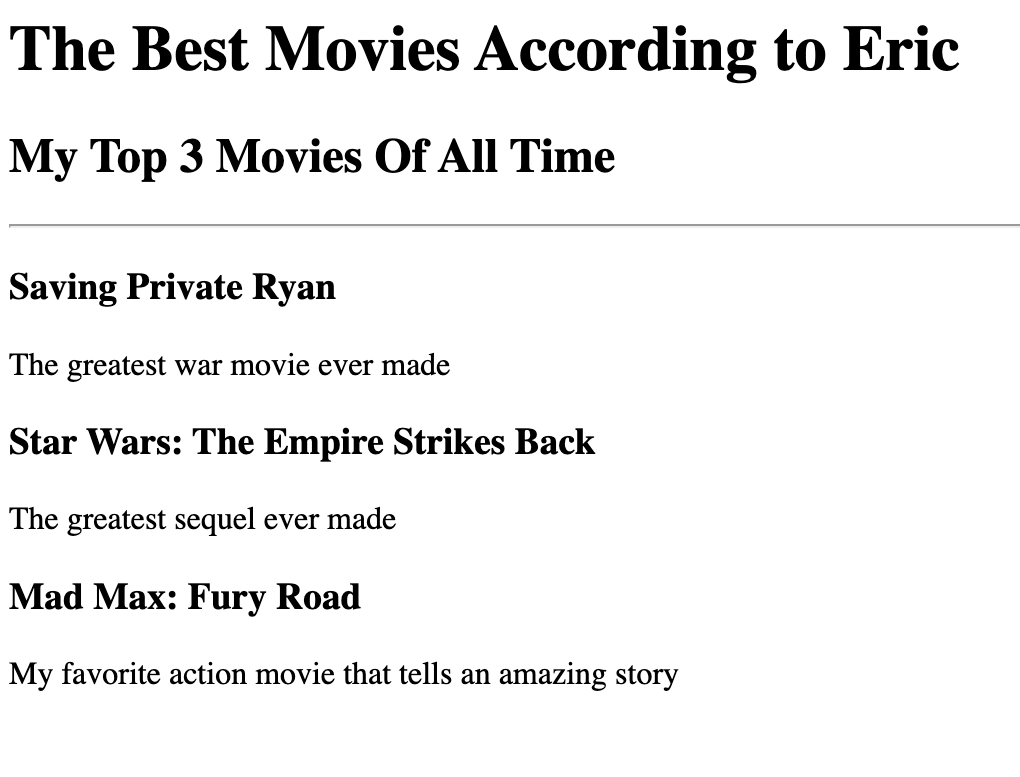 The Best Movies According to Eric
My Top 3 Movies Of All Time
Saving Private Ryan
The greatest war movie ever made
Star Wars: The Empire Strikes Back
The greatest sequel ever made
Mad Max: Fury Road
My favorite action movie that tells an amazing story